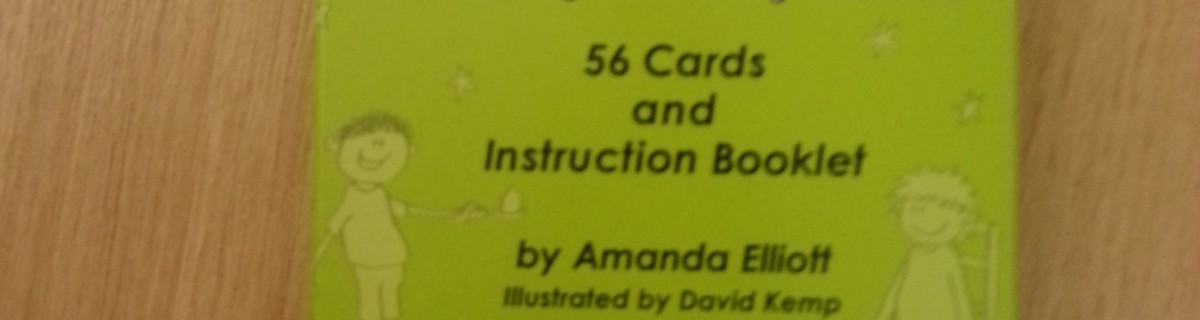 56 Cards
and
Instruction Booklet
by Amanda Elliott
Illustrated by David Kemp